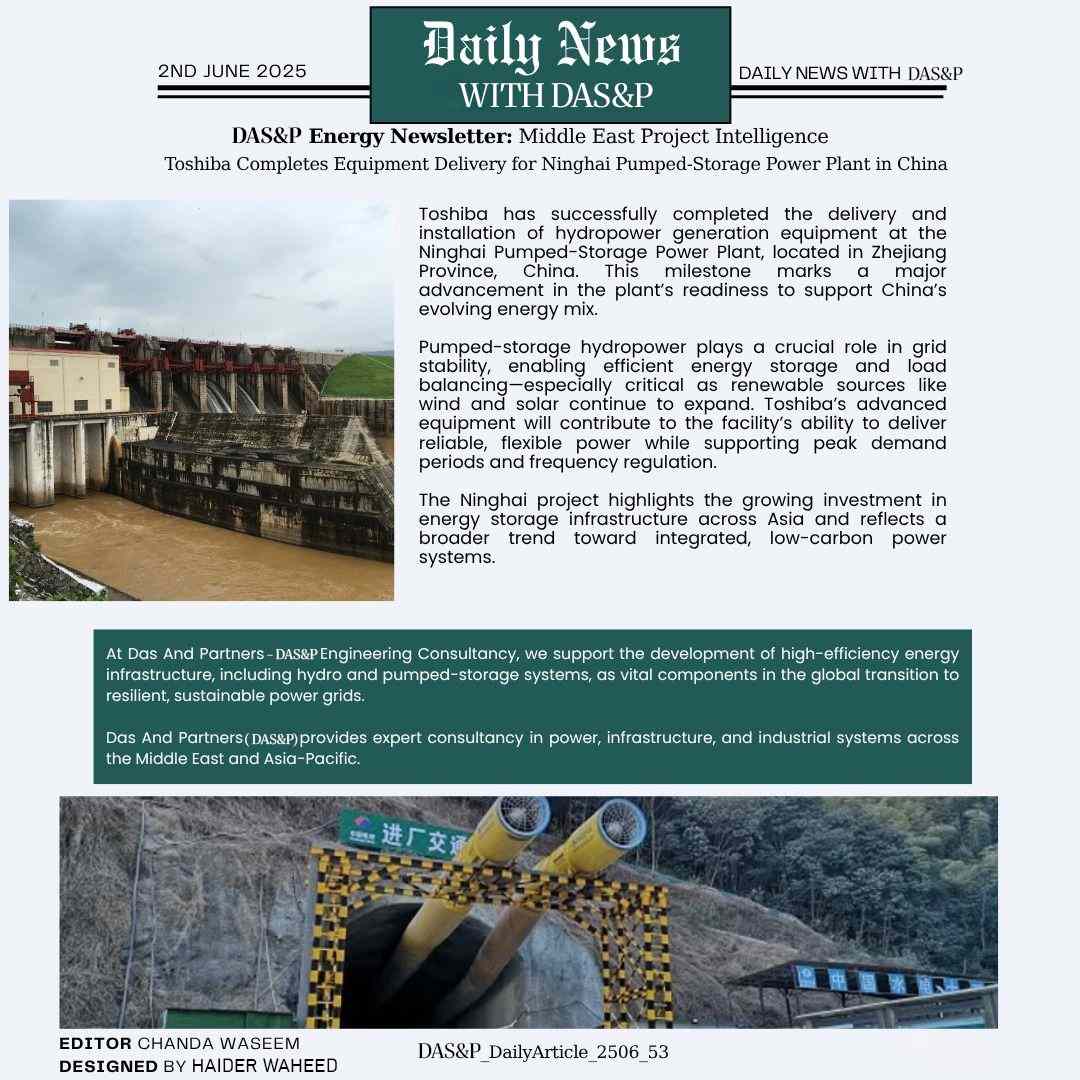 Daily News
WITH DAS&P
2ND JUNE 2025
DAILY NEWS WITH DAS&P
DAS&P Energy Newsletter: Middle East Project Intelligence
Toshiba Completes Equipment Delivery for Ninghai Pumped-Storage Power Plant in China
Toshiba has successfully completed the delivery and
installation of hydropower generation equipment at the
Ninghai Pumped-Storage Power Plant, located in Zhejiang
Province, China. This milestone marks a major
advancement in the plant’s readiness to support China’s
evolving energy mix.
Pumped-storage hydropower plays a crucial role in grid
stability, enabling efficient energy storage and load
balancing—especially critical as renewable sources like
wind and solar continue to expand. Toshiba’s advanced
equipment will contribute to the facility’s ability to deliver
reliable, flexible power while supporting peak demand
periods and frequency regulation.
The Ninghai project highlights the growing investment in
energy storage infrastructure across Asia and reflects a
broader trend toward integrated, low-carbon power
systems.
At Das And Partners-DAS&P Engineering Consultancy, we support the development of high-efficiency energy
infrastructure, including hydro and pumped-storage systems, as vital components in the global transition to
resilient, sustainable power grids.
Das And Partners(DAS&P)provides expert consultancy in power, infrastructure, and industrial systems across
the Middle East and Asia-Pacific.
进厂交通
中国水
EDITOR CHANDA WASEEM
DESIGNED BY HAIDER WAHEED
DAS&P_DailyArticle_2506_53